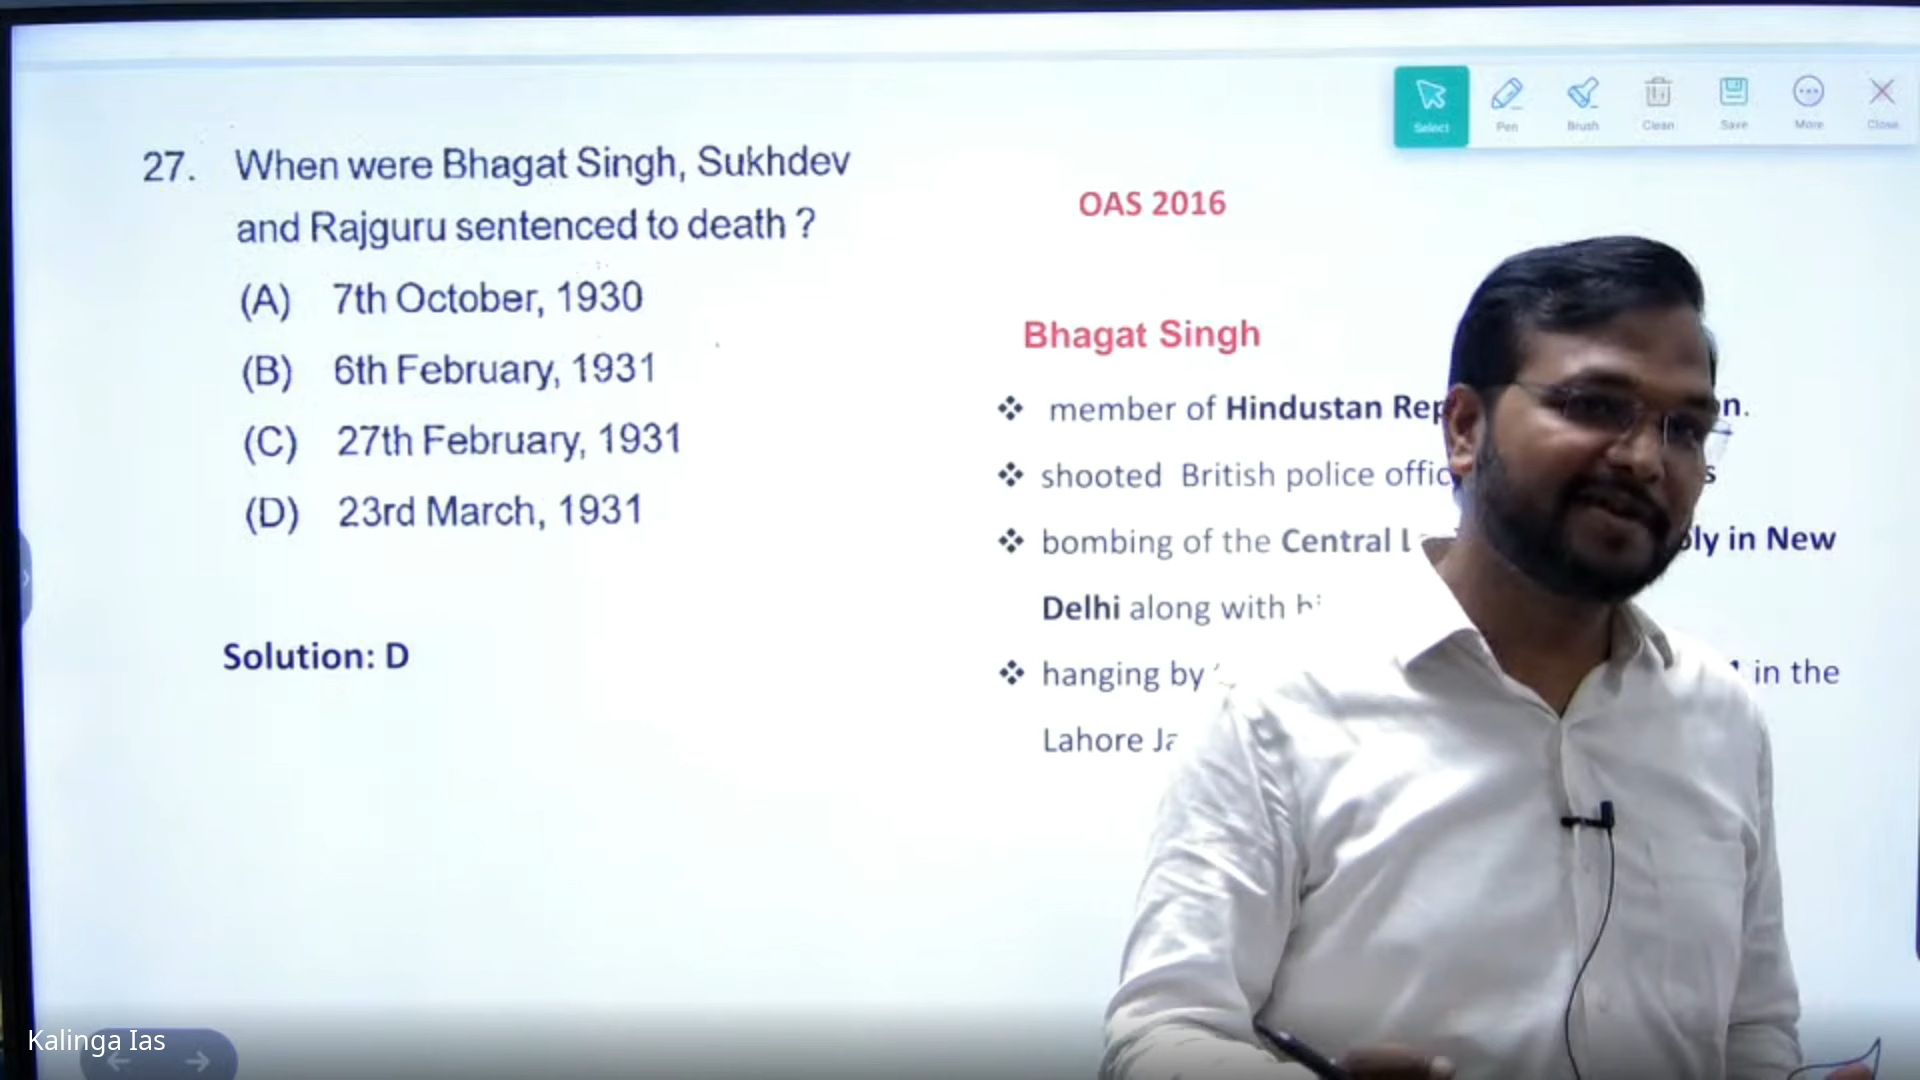 Select Pen Brush Clean Save More Close
27. When were Bhagat Singh, Sukhdev
and Rajguru sentenced to death ?
(A) 7th October, 1930
(B) 6th February, 1931
(C) 27th February, 1931
(D) 23rd March, 1931
Solution: D
OAS 2016
Bhagat Singh
❖ member of Hindustan
❖ shooted British police
❖ bombing of the Central in New
Delhi along with
❖ hanging by in the
Lahore
Kalinga Ias